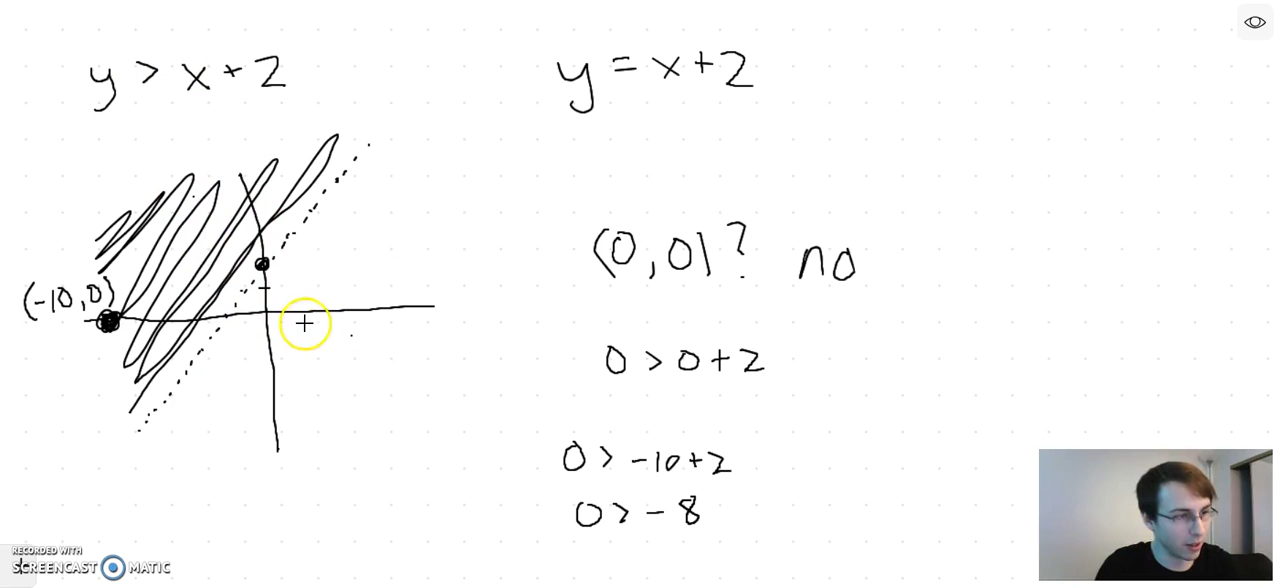 y > x + 2
y = x + 2
(0,0)? no
(-10,0)
0 > 0 + 2
0 > -10 + 2
0 > -8
RECORDED WITH
SCREENCAST MATIC